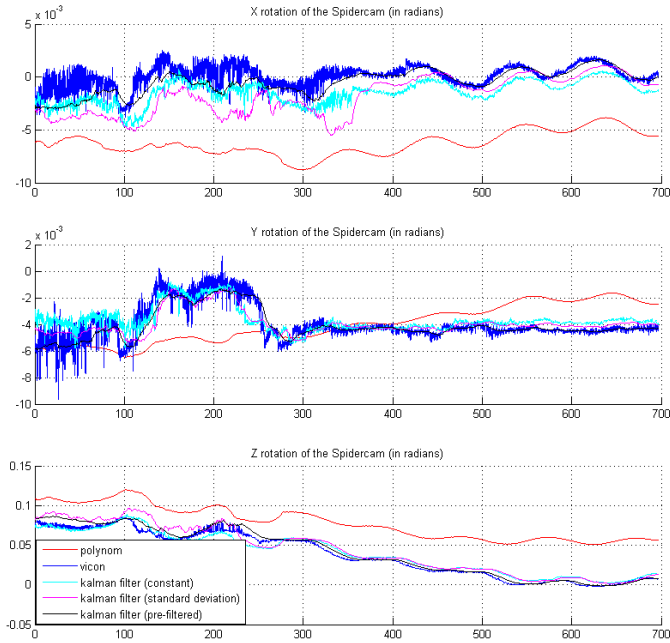 X rotation of the Spidercam (in radians)
x 10⁻³
5
0
-5
-10
0 100 200 300 400 500 600 700
Y rotation of the Spidercam (in radians)
x 10⁻³
2
0
-2
-4
-6
-8
-10
0 100 200 300 400 500 600 700
Z rotation of the Spidercam (in radians)
0.15
0.1
0.05
0
-0.05
polynom
vicon
kalman filter (constant)
kalman filter (standard deviation)
kalman filter (pre-filtered)
0 100 200 300 400 500 600 700